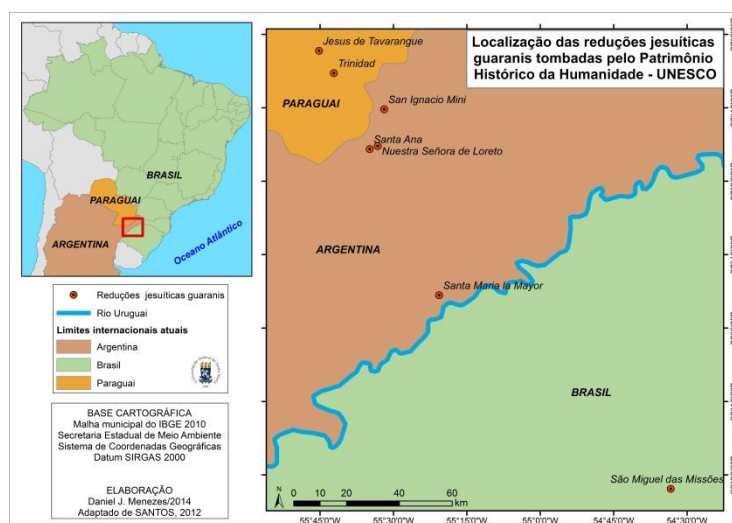 Localização das reduções jesuíticas
guaranis tombadas pelo Patrimônio
Histórico da Humanidade - UNESCO
BRASIL
PARAGUAI
ARGENTINA
Oceano Atlântico
Jesus de Tavarangue
Trinidad
PARAGUAI
San Ignacio Mini
Santa Ana
Nuestra Señora de Loreto
ARGENTINA
Santa Maria la Mayor
BRASIL
São Miguel das Missões
Reduções jesuíticas guaranis
Rio Uruguai
Limites internacionais atuais
Argentina
Brasil
Paraguai
BASE CARTOGRÁFICA
Malha municipal do IBGE 2010
Secretaria Estadual de Meio Ambiente
Sistema de Coordenadas Geográficas
Datum SIRGAS 2000
ELABORAÇÃO
Daniel J. Menezes/2014
Adaptado de SANTOS, 2012
N
0 10 20 40 60
km
55°45'0"W 55°30'0"W 55°15'0"W 55°0'0"W 54°45'0"W 54°30'0"W